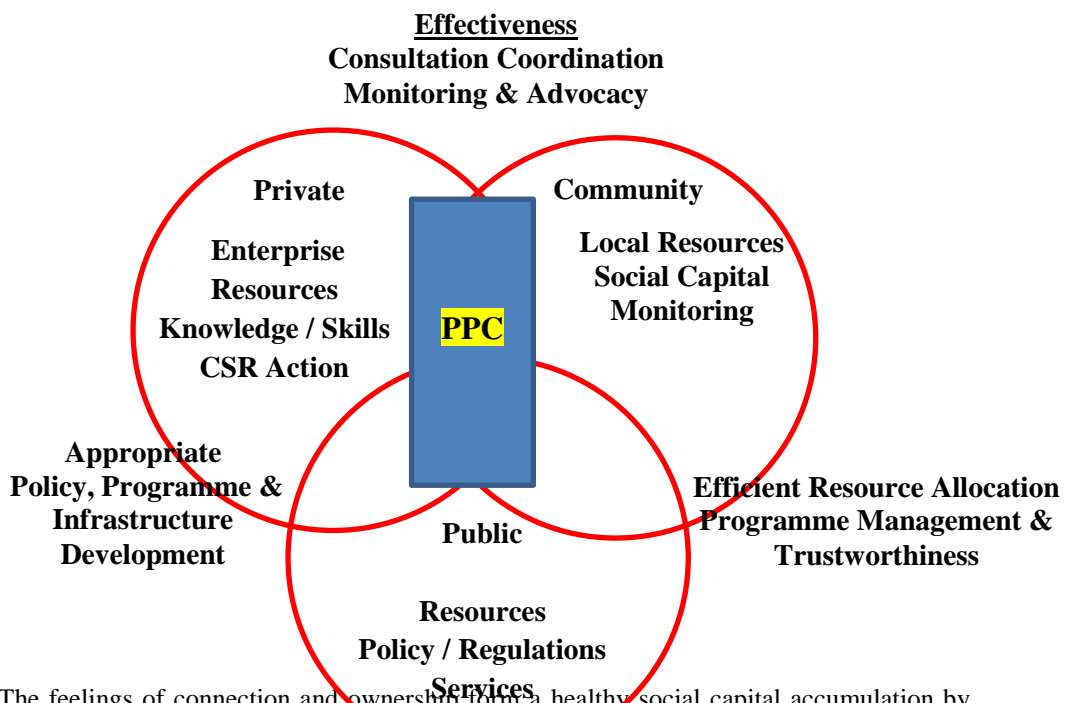 Effectiveness
Consultation Coordination
Monitoring & Advocacy
Private
Enterprise
Resources
Knowledge / Skills
CSR Action
Community
Local Resources
Social Capital
Monitoring
PPC
Appropriate
Policy, Programme &
Infrastructure
Development
Efficient Resource Allocation
Programme Management &
Trustworthiness
Public
Resources
Policy / Regulations
Services
The feelings of connection and ownership form a healthy social capital accumulation by